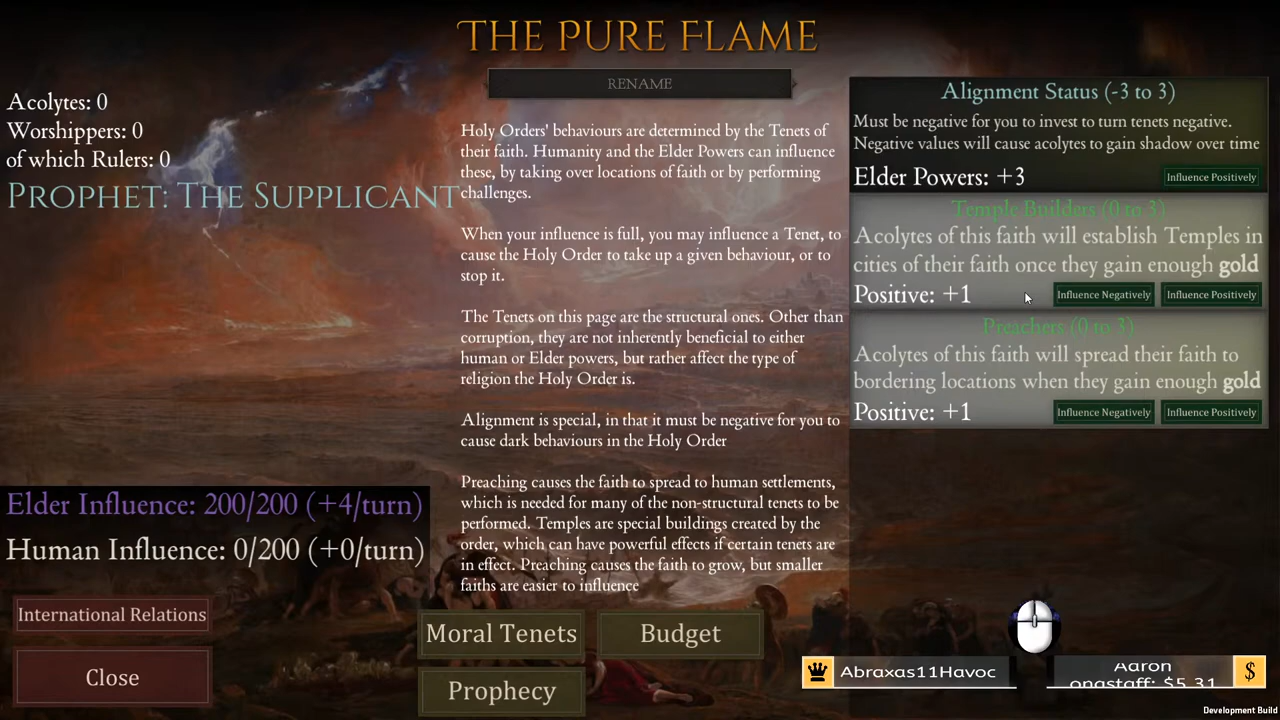 THE PURE FLAME
RENAME
Acolytes: 0
Worshippers: 0
of which Rulers: 0
PROPHET: THE SUPPLICANT
Holy Orders' behaviours are determined by the Tenets of
their faith. Humanity and the Elder Powers can influence
these, by taking over locations of faith or by performing
challenges.
When your influence is full, you may influence a Tenet, to
cause the Holy Order to take up a given behaviour, or to
stop it.
The Tenets on this page are the structural ones. Other than
corruption, they are not inherently beneficial to either
human or Elder powers, but rather affect the type of
religion the Holy Order is.
Alignment is special, in that it must be negative for you to
cause dark behaviours in the Holy Order
Preaching causes the faith to spread to human settlements,
which is needed for many of the non-structural tenets to be
performed. Temples are special buildings created by the
order, which can have powerful effects if certain tenets are
in effect. Preaching causes the faith to grow, but smaller
faiths are easier to influence
Alignment Status (-3 to 3)
Must be negative for you to invest to turn tenets negative.
Negative values will cause acolytes to gain shadow over time
Elder Powers: +3
Influence Positively
Temple Builders (0 to 3)
Acolytes of this faith will establish Temples in
cities of their faith once they gain enough gold
Positive: +1
Influence Negatively
Influence Positively
Preachers (0 to 3)
Acolytes of this faith will spread their faith to
bordering locations when they gain enough gold
Positive: +1
Influence Negatively
Influence Positively
Elder Influence: 200/200 (+4/turn)
Human Influence: 0/200 (+0/turn)
International Relations
Close
Moral Tenets
Budget
Prophecy
Abraxas11Havoc
Aaron
ongstaff: $5.31
$
Development Build